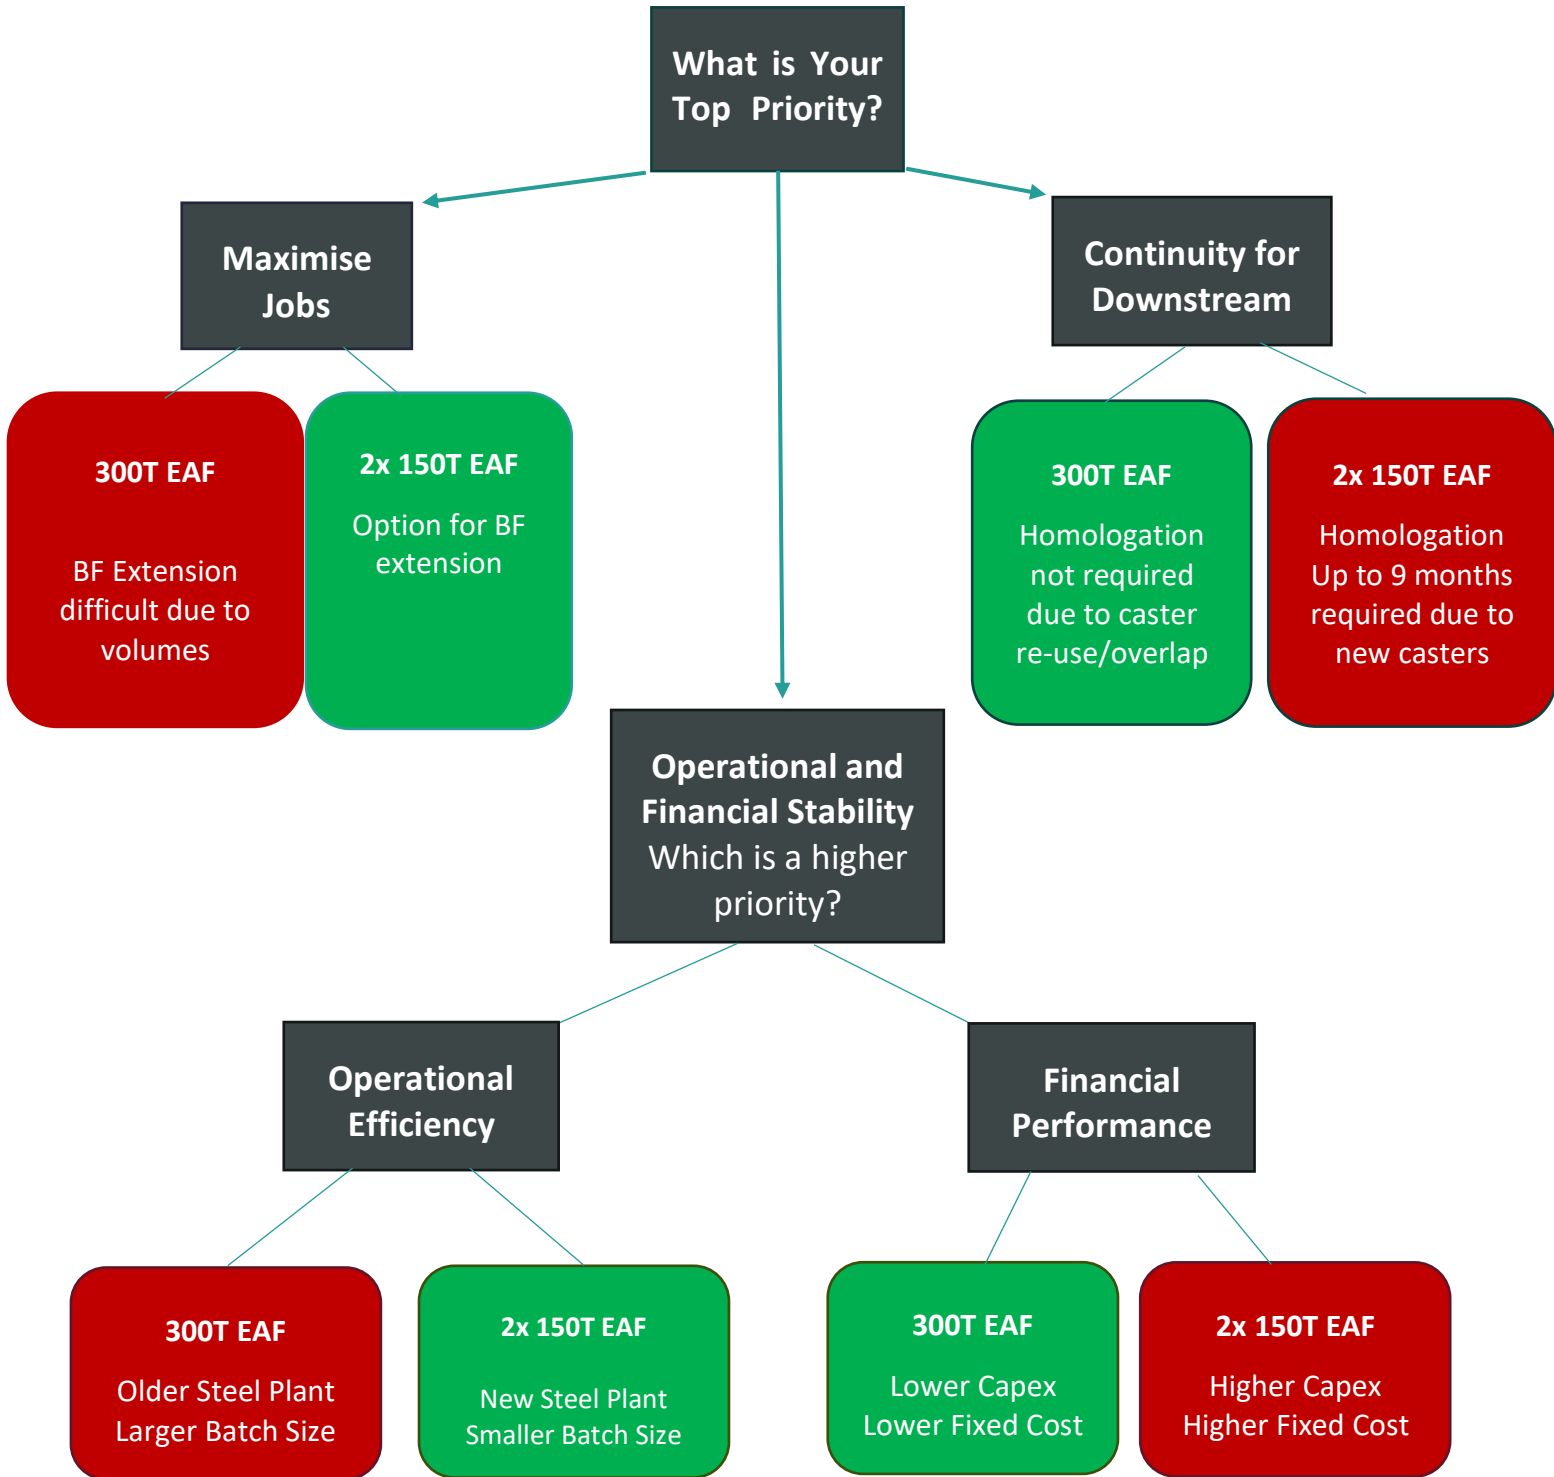 What is Your
Top Priority?
Maximise
Jobs
Continuity for
Downstream
300T EAF
BF Extension
difficult due to
volumes
2x 150T EAF
Option for BF
extension
300T EAF
Homologation
not required
due to caster
re-use/overlap
2x 150T EAF
Homologation
Up to 9 months
required due to
new casters
Operational and
Financial Stability
Which is a higher
priority?
Operational
Efficiency
Financial
Performance
300T EAF
Older Steel Plant
Larger Batch Size
2x 150T EAF
New Steel Plant
Smaller Batch Size
300T EAF
Lower Capex
Lower Fixed Cost
2x 150T EAF
Higher Capex
Higher Fixed Cost